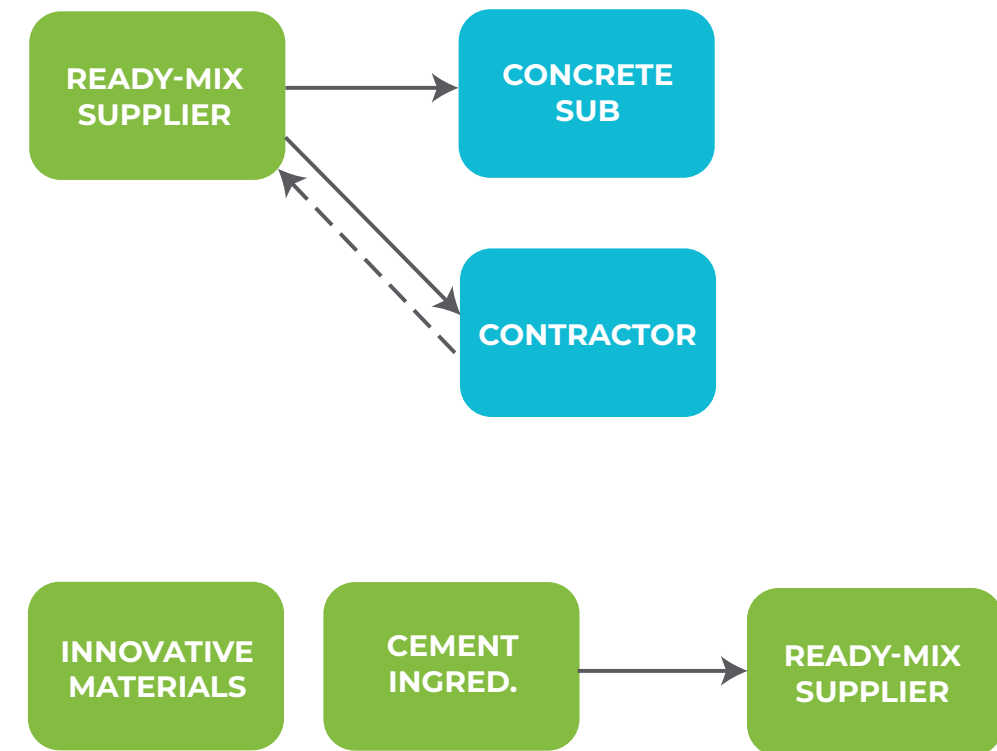 READY-MIX
SUPPLIER
CONCRETE
SUB
CONTRACTOR
INNOVATIVE
MATERIALS
CEMENT
INGRED.
READY-MIX
SUPPLIER